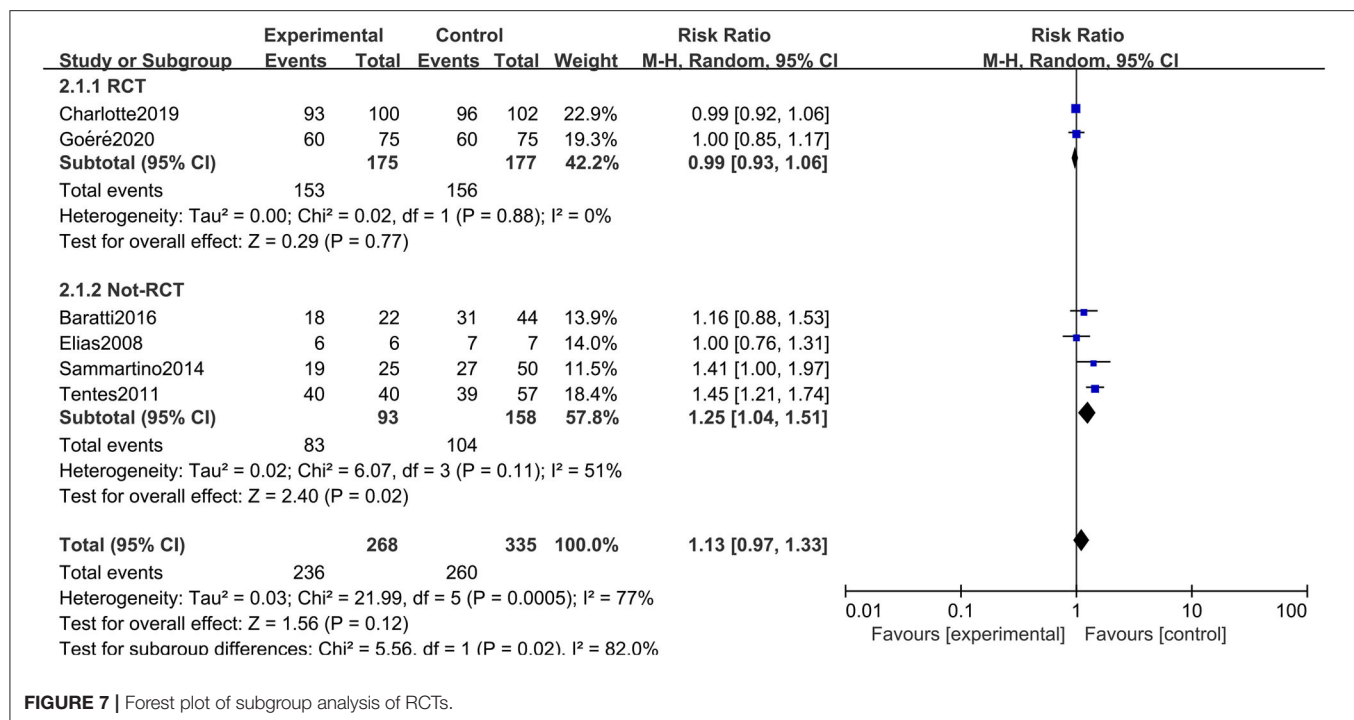 Experimental Control Risk Ratio Risk Ratio
Study or Subgroup Events Total Events Total Weight M-H, Random, 95% CI M-H, Random, 95% CI
2.1.1 RCT
Charlotte2019 93 100 96 102 22.9% 0.99 [0.92, 1.06]
Goéré2020 60 75 60 75 19.3% 1.00 [0.85, 1.17]
Subtotal (95% CI) 175 177 42.2% 0.99 [0.93, 1.06]
Total events 153 156
Heterogeneity: Tau² = 0.00; Chi² = 0.02, df = 1 (P = 0.88); I² = 0%
Test for overall effect: Z = 0.29 (P = 0.77)
2.1.2 Not-RCT
Baratti2016 18 22 31 44 13.9% 1.16 [0.88, 1.53]
Elias2008 6 6 7 7 14.0% 1.00 [0.76, 1.31]
Sammartino2014 19 25 27 50 11.5% 1.41 [1.00, 1.97]
Tentes2011 40 40 39 57 18.4% 1.45 [1.21, 1.74]
Subtotal (95% CI) 93 158 57.8% 1.25 [1.04, 1.51]
Total events 83 104
Heterogeneity: Tau² = 0.02; Chi² = 6.07, df = 3 (P = 0.11); I² = 51%
Test for overall effect: Z = 2.40 (P = 0.02)
Total (95% CI) 268 335 100.0% 1.13 [0.97, 1.33]
Total events 236 260
Heterogeneity: Tau² = 0.03; Chi² = 21.99, df = 5 (P = 0.0005); I² = 77%
Test for overall effect: Z = 1.56 (P = 0.12)
Test for subgroup differences: Chi² = 5.56, df = 1 (P = 0.02), I² = 82.0%
0.01 0.1 1 10 100
Favours [experimental] Favours [control]
FIGURE 7 | Forest plot of subgroup analysis of RCTs.